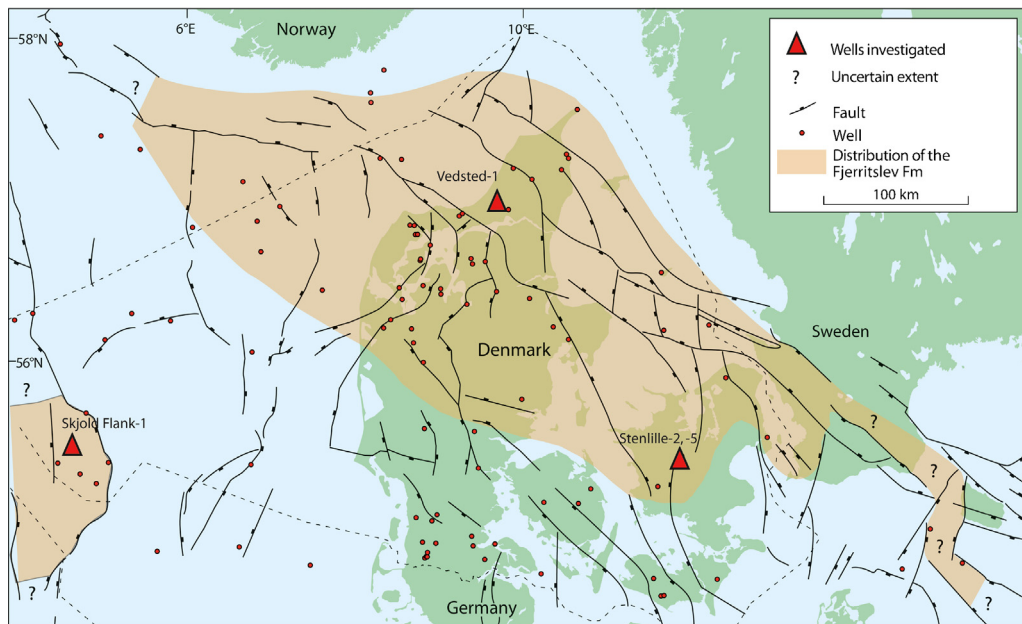 58°N
6°E
Norway
10°E
Wells investigated
?
Uncertain extent
Fault
Well
Distribution of the
Fjerritslev Fm
100 km
?
Vedsted-1
Sweden
Denmark
56°N
?
Skjold Flank-1
?
Stenlille-2, -5
?
?
?
?
Germany